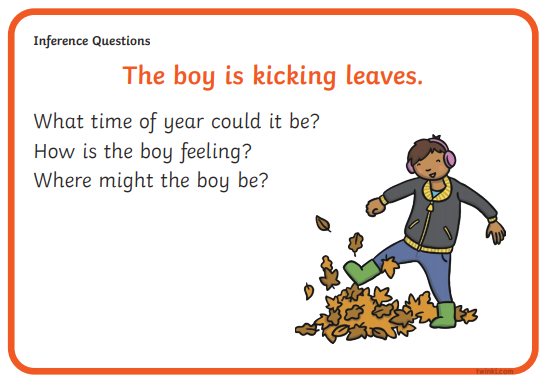 Inference Questions
The boy is kicking leaves.
What time of year could it be?
How is the boy feeling?
Where might the boy be?
twinkl.com